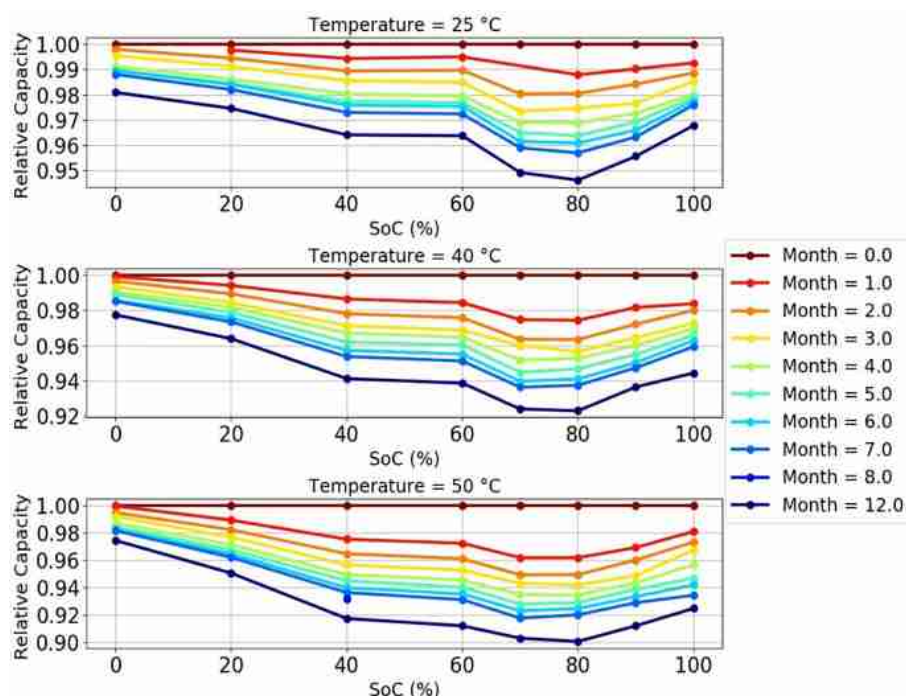 Temperature = 25 °C
Relative Capacity
1.00
0.99
0.98
0.97
0.96
0.95
0 20 40 60 80 100
SoC (%)
Temperature = 40 °C
Relative Capacity
1.00
0.98
0.96
0.94
0.92
0 20 40 60 80 100
SoC (%)
Temperature = 50 °C
Relative Capacity
1.00
0.98
0.96
0.94
0.92
0.90
0 20 40 60 80 100
SoC (%)
Month = 0.0
Month = 1.0
Month = 2.0
Month = 3.0
Month = 4.0
Month = 5.0
Month = 6.0
Month = 7.0
Month = 8.0
Month = 12.0